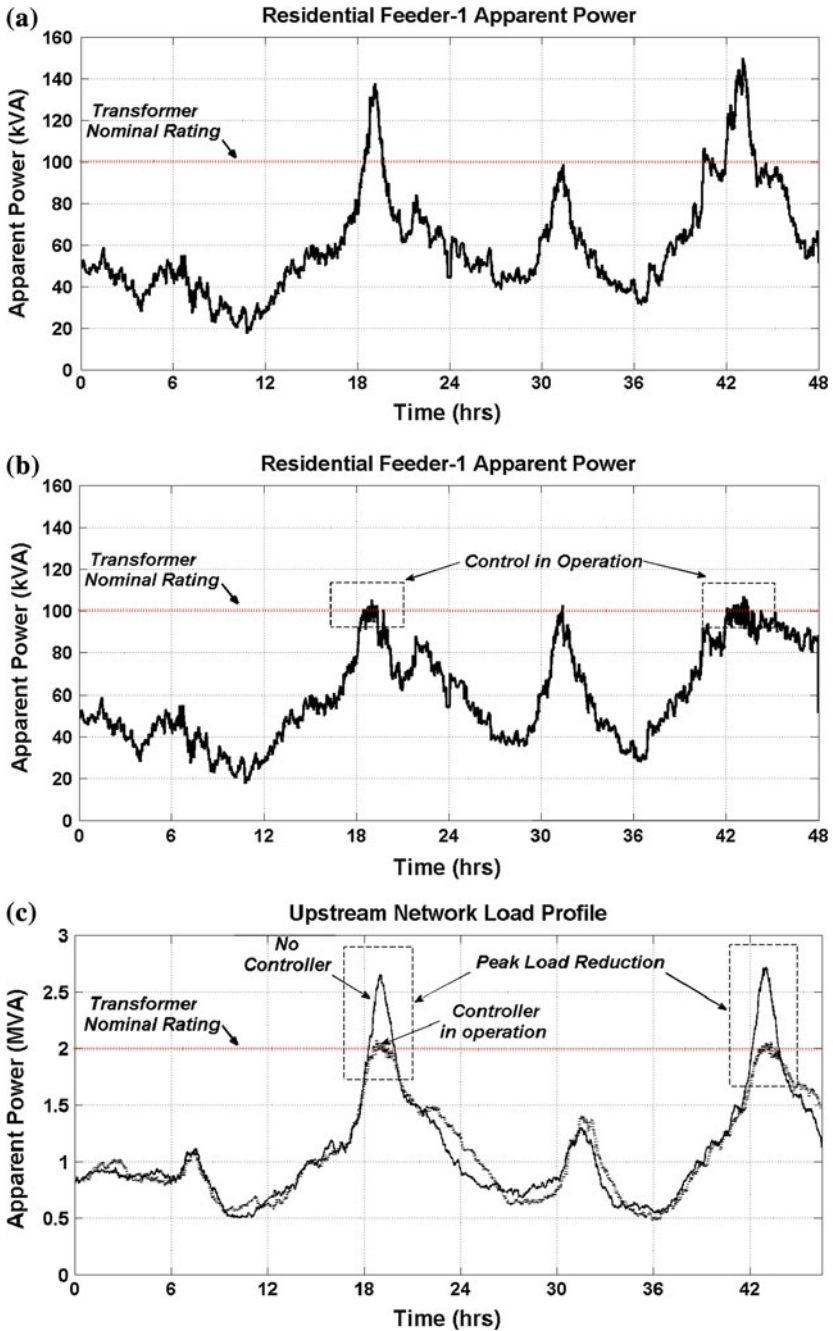 (a)
Residential Feeder-1 Apparent Power
160
140
120
100
80
60
40
20
0
Apparent Power (kVA)
Transformer
Nominal Rating
0 6 12 18 24 30 36 42 48
Time (hrs)
(b)
Residential Feeder-1 Apparent Power
160
140
120
100
80
60
40
20
0
Apparent Power (kVA)
Transformer
Nominal Rating
Control in Operation
0 6 12 18 24 30 36 42 48
Time (hrs)
(c)
Upstream Network Load Profile
3
2.5
2
1.5
1
0.5
0
Apparent Power (MVA)
No
Controller
Peak Load Reduction
Transformer
Nominal Rating
Controller
in operation
0 6 12 18 24 30 36 42
Time (hrs)